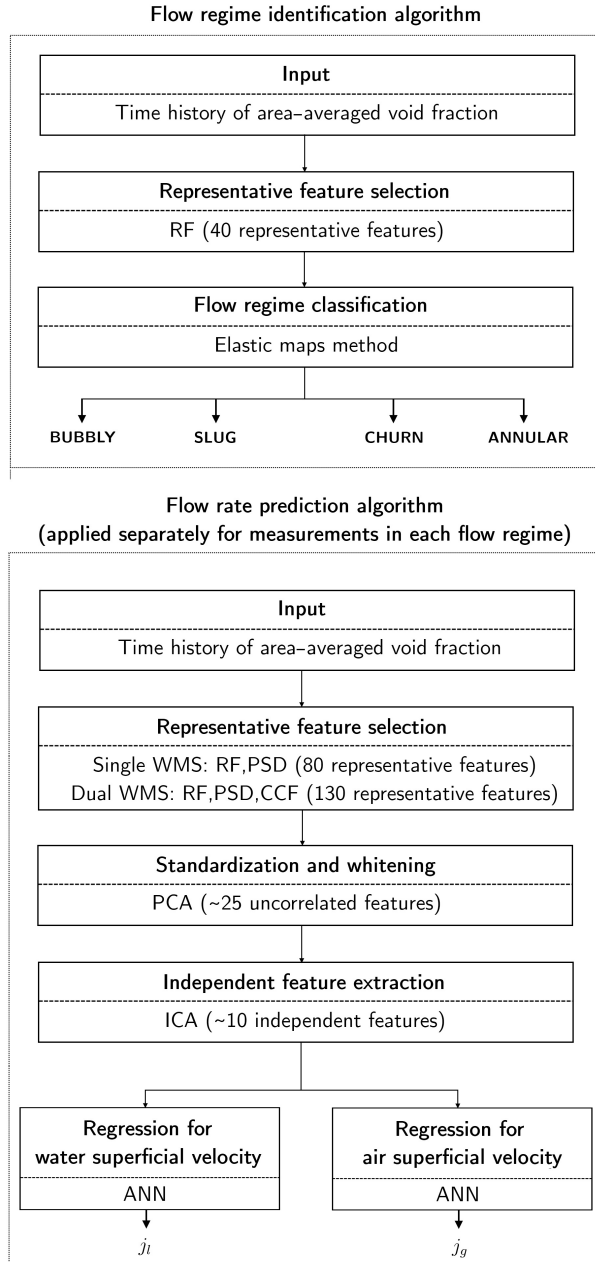 Flow regime identification algorithm
Input
Time history of area–averaged void fraction
Representative feature selection
RF (40 representative features)
Flow regime classification
Elastic maps method
BUBBLY SLUG CHURN ANNULAR
Flow rate prediction algorithm
(applied separately for measurements in each flow regime)
Input
Time history of area–averaged void fraction
Representative feature selection
Single WMS: RF,PSD (80 representative features)
Dual WMS: RF,PSD,CCF (130 representative features)
Standardization and whitening
PCA (~25 uncorrelated features)
Independent feature extraction
ICA (~10 independent features)
Regression for
water superficial velocity
ANN
j_l
Regression for
air superficial velocity
ANN
j_g